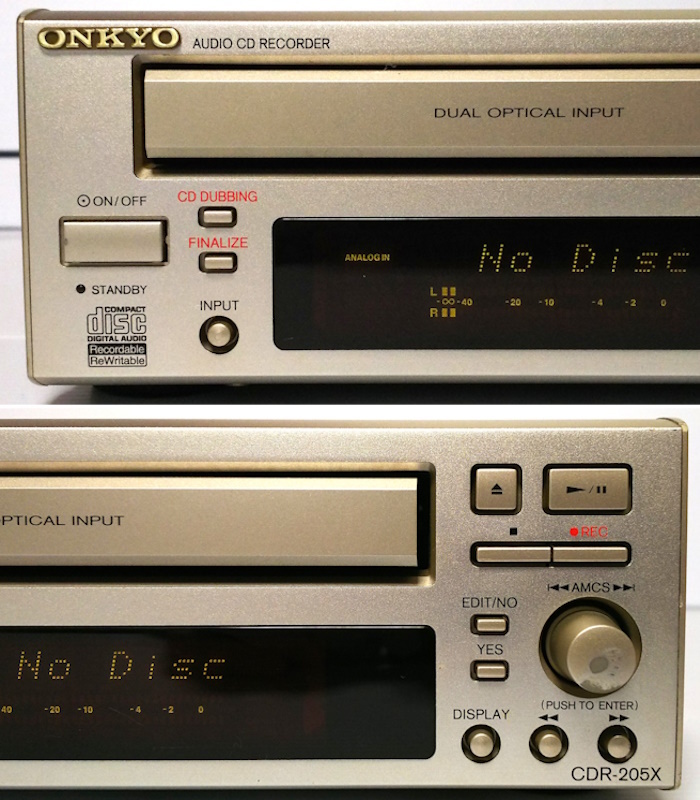 ONKYO AUDIO CD RECORDER
DUAL OPTICAL INPUT
ON/OFF
CD DUBBING
FINALIZE
STANDBY
INPUT
COMPACT
disc
DIGITAL AUDIO
Recordable
ReWritable
ANALOG IN
No Disc
L
-∞ -40 -20 -10 -4 -2 0
R
PTICAL INPUT
REC
AMCS
EDIT/NO
YES
(PUSH TO ENTER)
DISPLAY
No Disc
40 -20 -10 -4 -2 0
CDR-205X